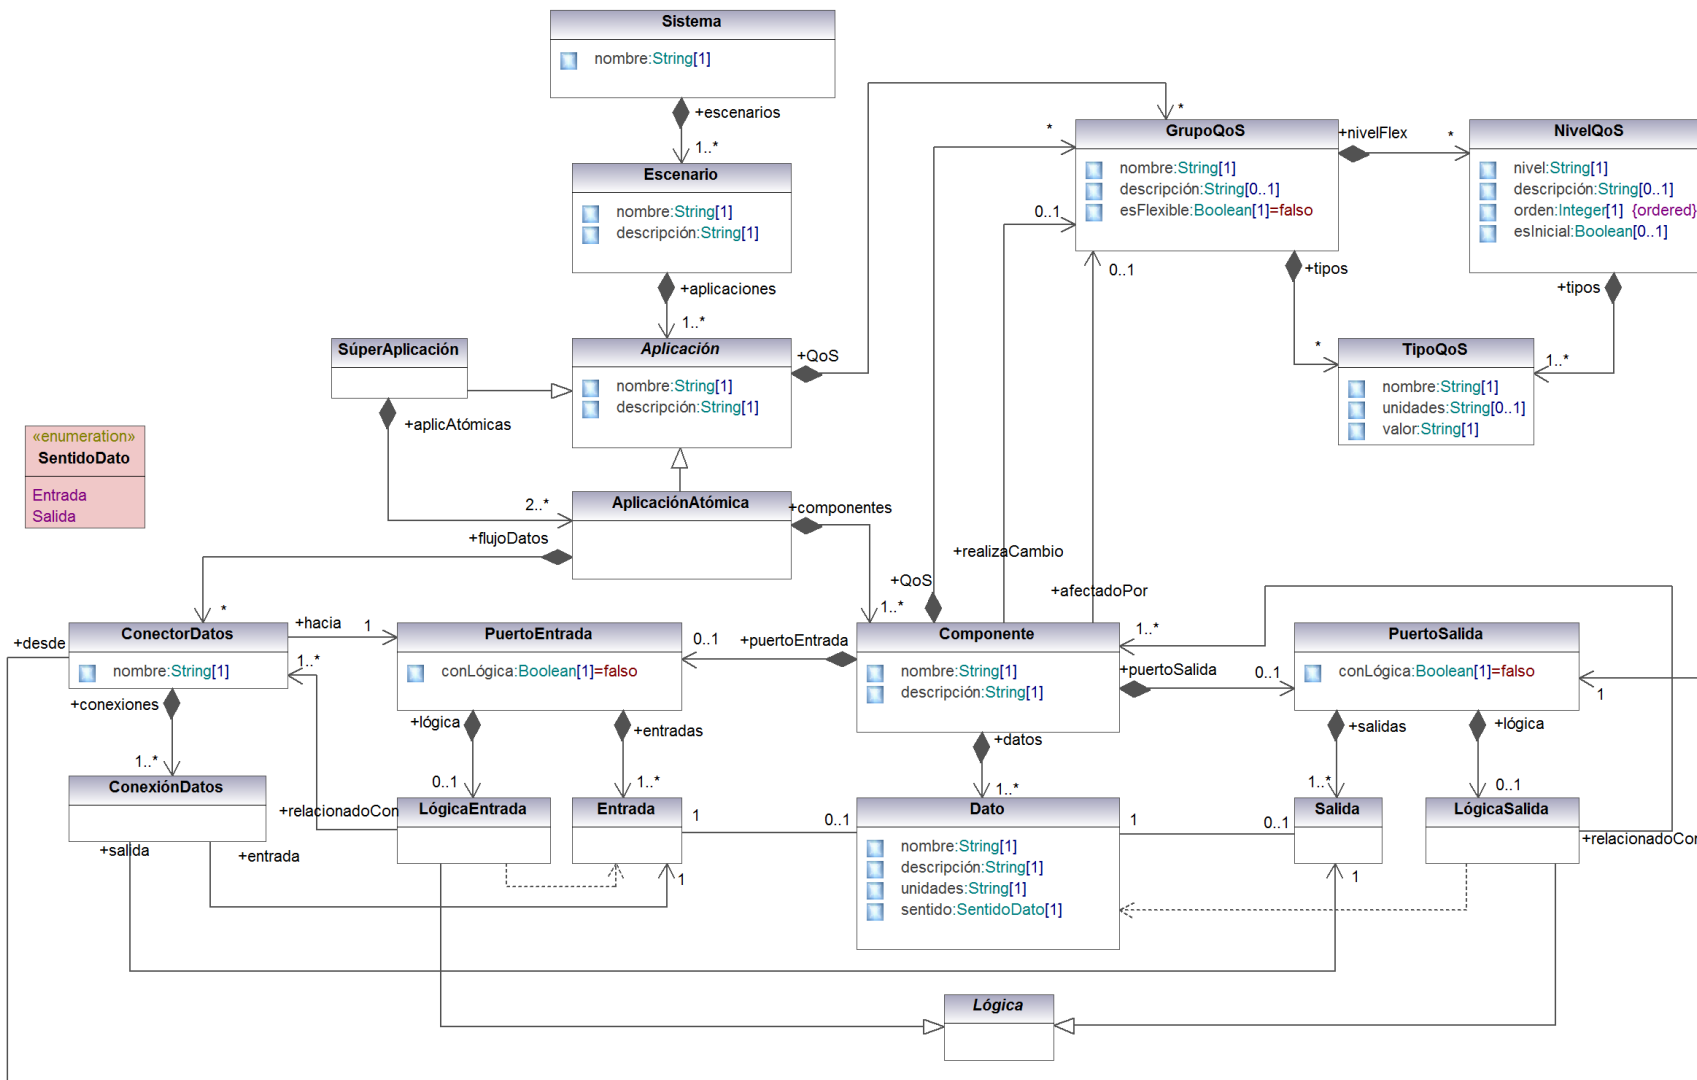 Sistema
nombre:String[1]
+escenarios
1..*
Escenario
nombre:String[1]
descripción:String[1]
+aplicaciones
1..*
*
*
0..1
0..1
GrupoQoS
nombre:String[1]
descripción:String[0..1]
esFlexible:Boolean[1]=falso
+nivelFlex
*
NivelQoS
nivel:String[1]
descripción:String[0..1]
orden:Integer[1] {ordered}
esInicial:Boolean[0..1]
+tipos
+tipos
*
1..*
TipoQoS
nombre:String[1]
unidades:String[0..1]
valor:String[1]
SúperAplicación
Aplicación
nombre:String[1]
descripción:String[1]
+QoS
+aplicAtómicas
«enumeration»
SentidoDato
Entrada
Salida
2..*
AplicaciónAtómica
+componentes
+flujoDatos
+realizaCambio
+QoS
+afectadoPor
*
1..*
1..*
+desde
ConectorDatos
nombre:String[1]
+hacia
1
1..*
PuertoEntrada
conLógica:Boolean[1]=falso
0..1
+puertoEntrada
Componente
nombre:String[1]
descripción:String[1]
+puertoSalida
0..1
PuertoSalida
conLógica:Boolean[1]=falso
1
+conexiones
+lógica
+entradas
+datos
+salidas
+lógica
1..*
0..1
1..*
1..*
1..*
0..1
ConexiónDatos
+relacionadoCon
LógicaEntrada
Entrada
1
0..1
Dato
nombre:String[1]
descripción:String[1]
unidades:String[1]
sentido:SentidoDato[1]
1
0..1
Salida
LógicaSalida
+relacionadoCon
+salida
+entrada
1
1
Lógica